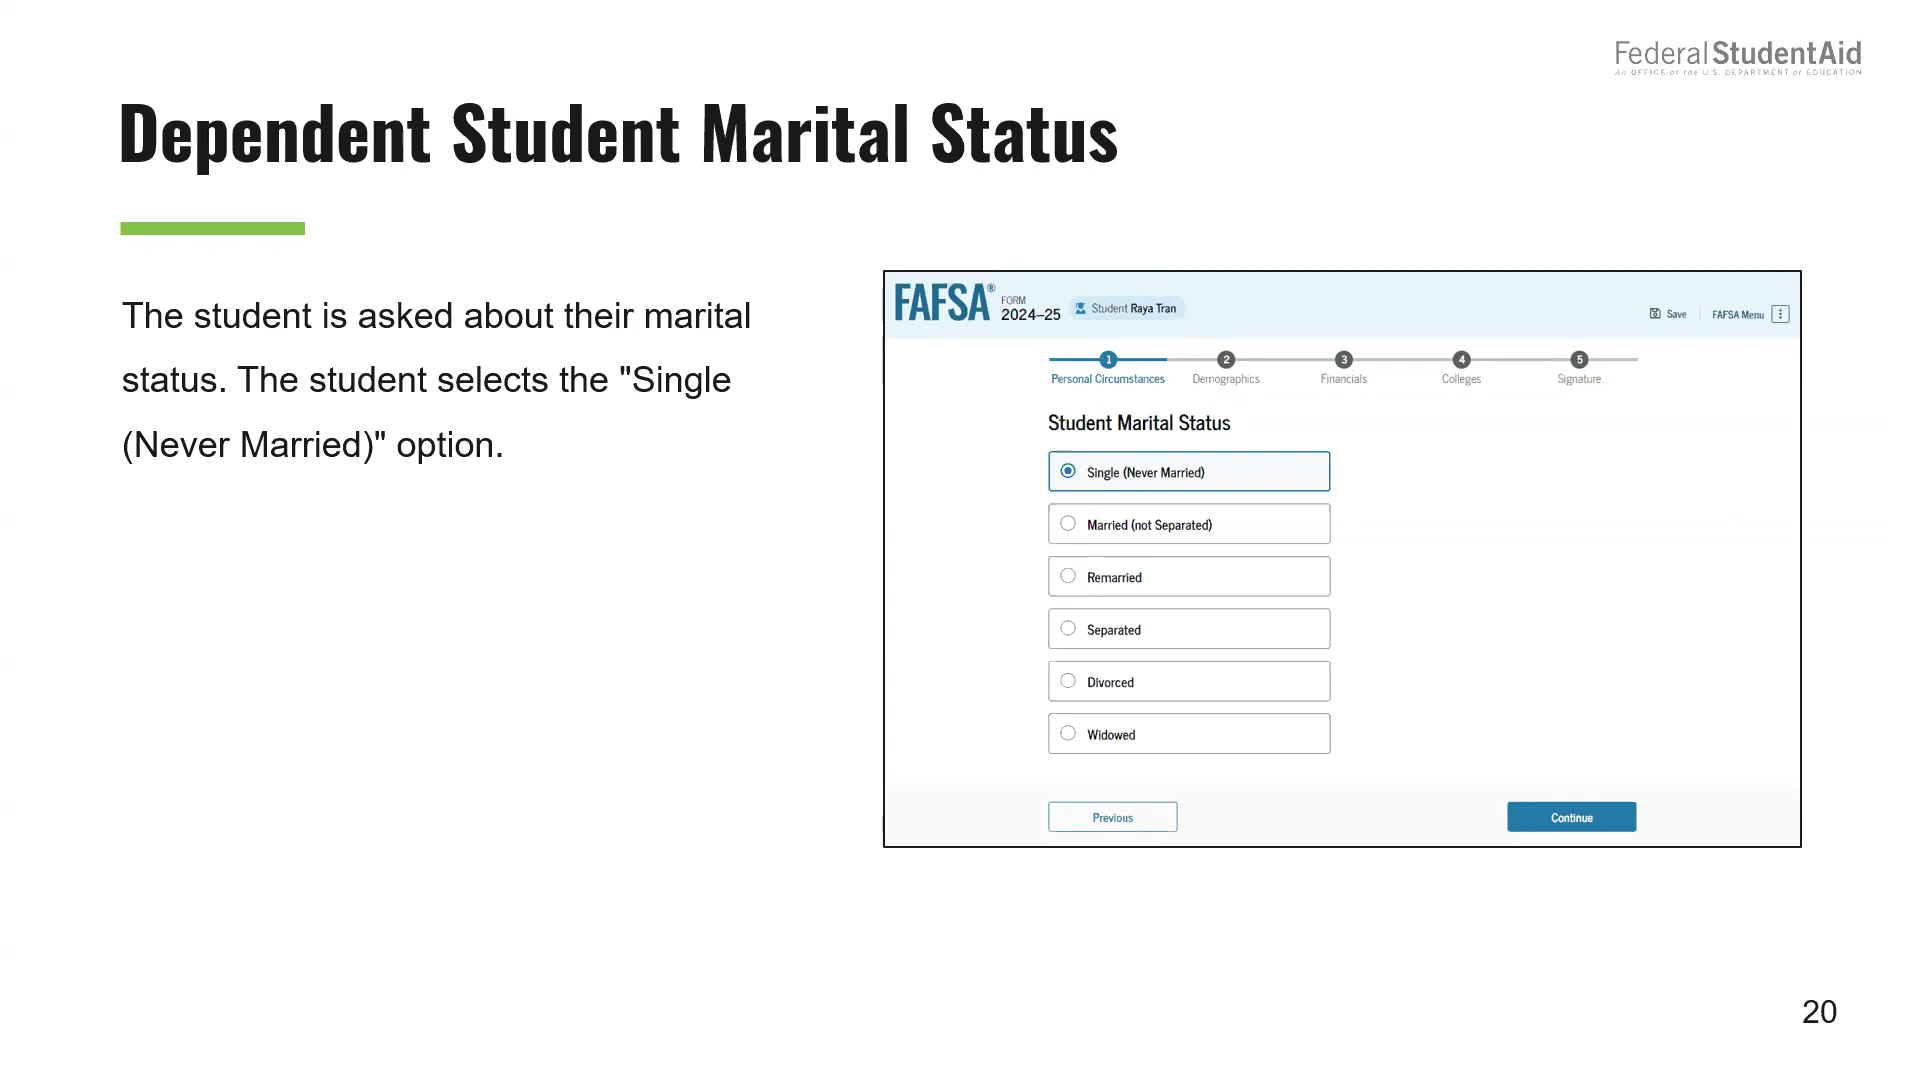 Federal StudentAid
An OFFICE of the U.S. DEPARTMENT of EDUCATION
Dependent Student Marital Status
The student is asked about their marital
status. The student selects the "Single
(Never Married)" option.
FAFSA® FORM 2024–25
Student Raya Tran
Save
FAFSA Menu
1 2 3 4 5
Personal Circumstances Demographics Financials Colleges Signature
Student Marital Status
Single (Never Married)
Married (not Separated)
Remarried
Separated
Divorced
Widowed
Previous
Continue
20